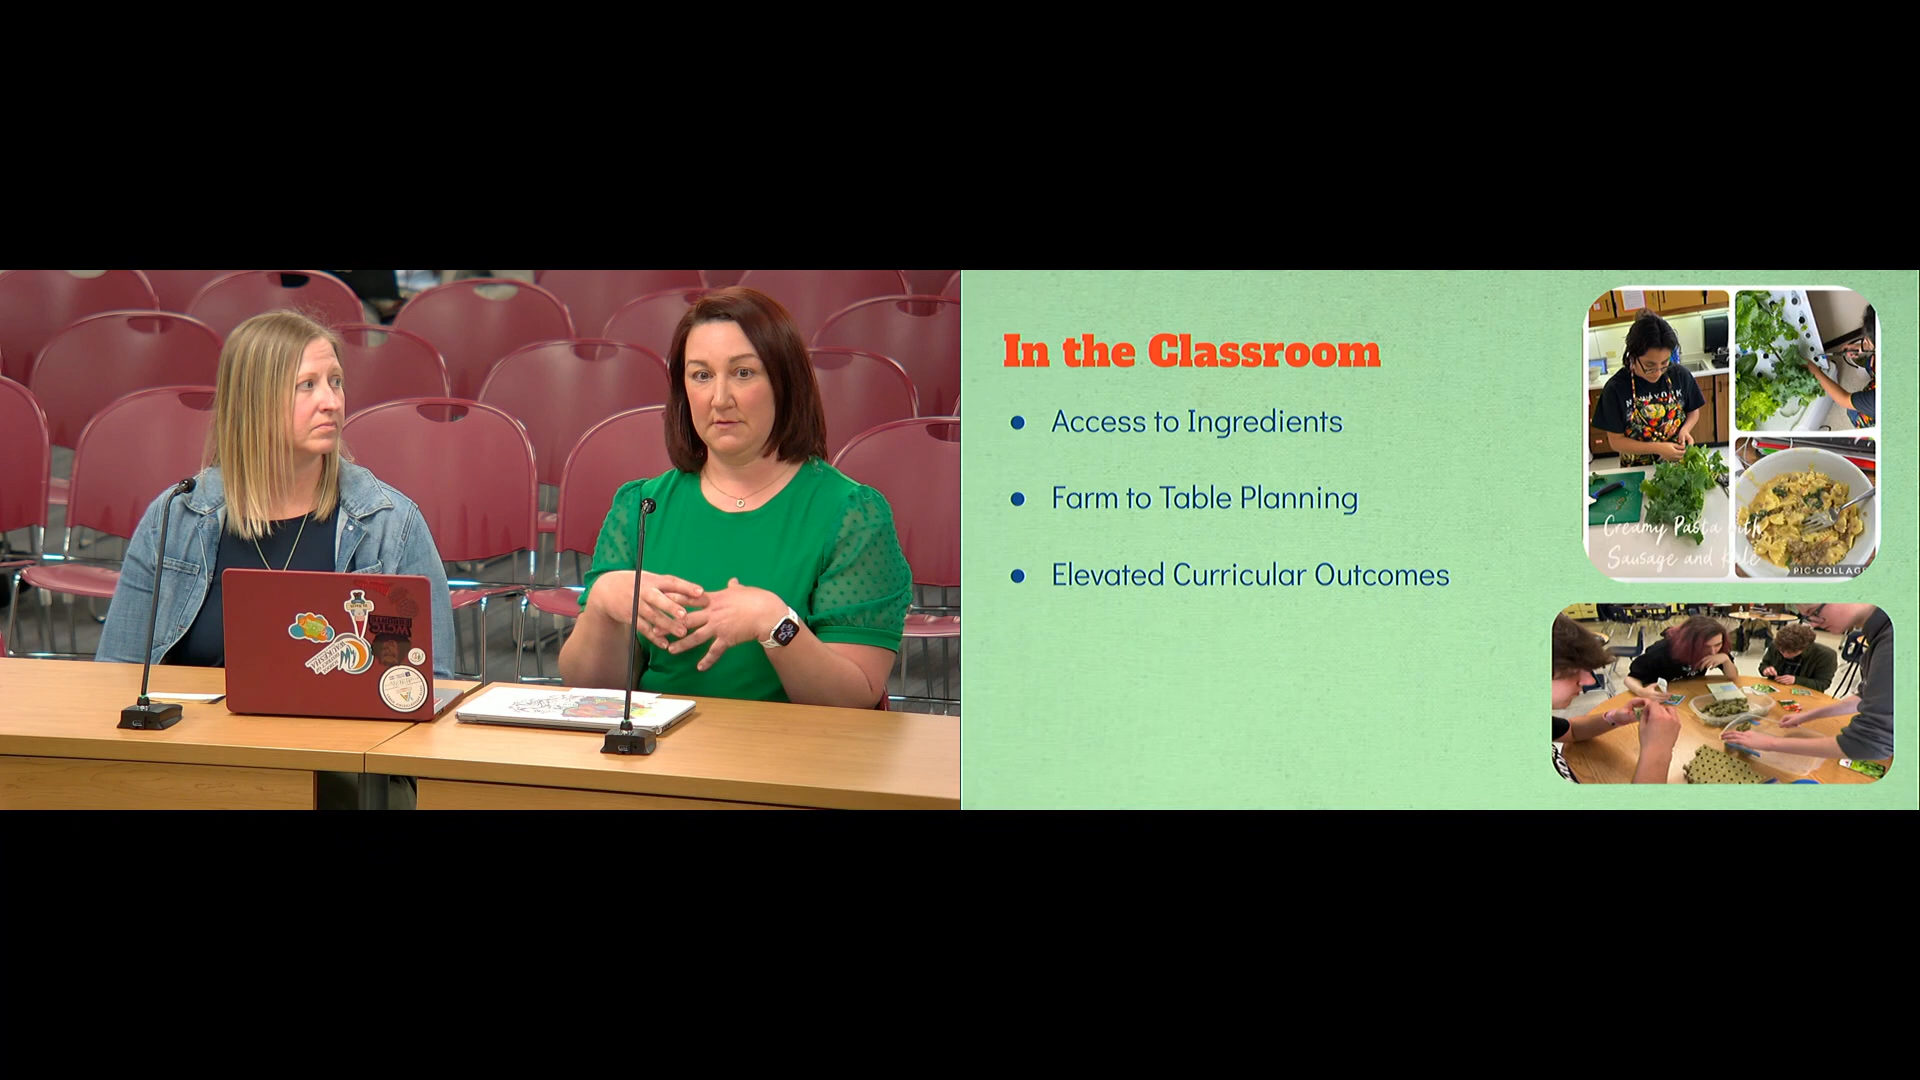 In the Classroom
• Access to Ingredients
• Farm to Table Planning
• Elevated Curricular Outcomes
Creamy Pasta with
Sausage and Kale
PIC•COLLAGE